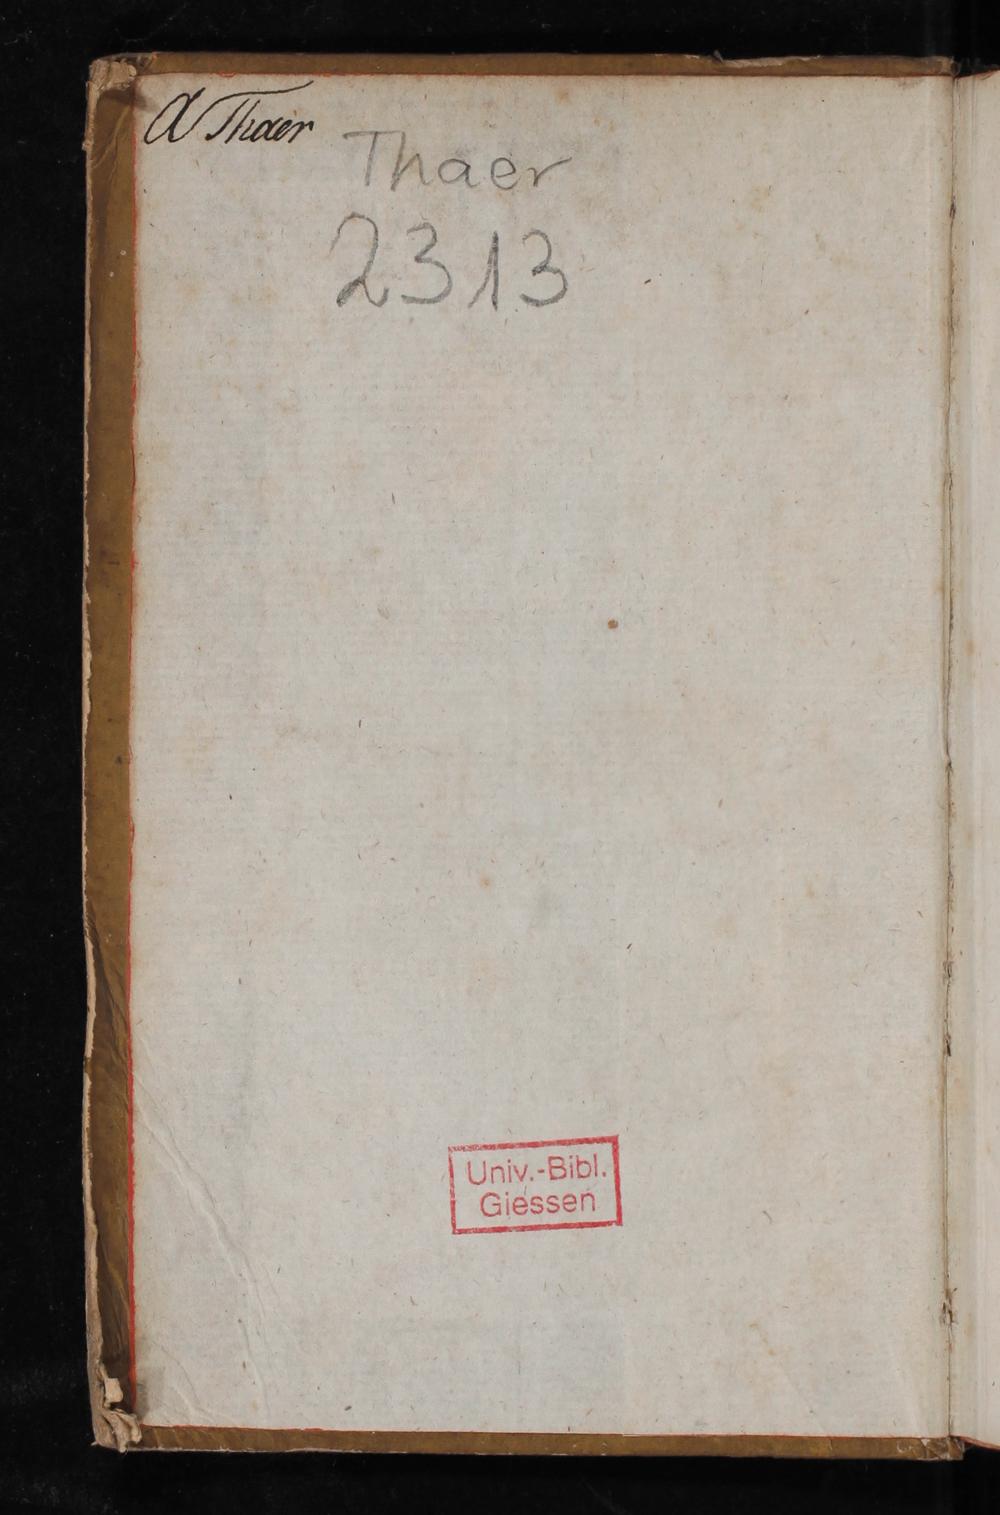 A Thaer
Thaer
2313
Univ.-Bibl.
Giessen